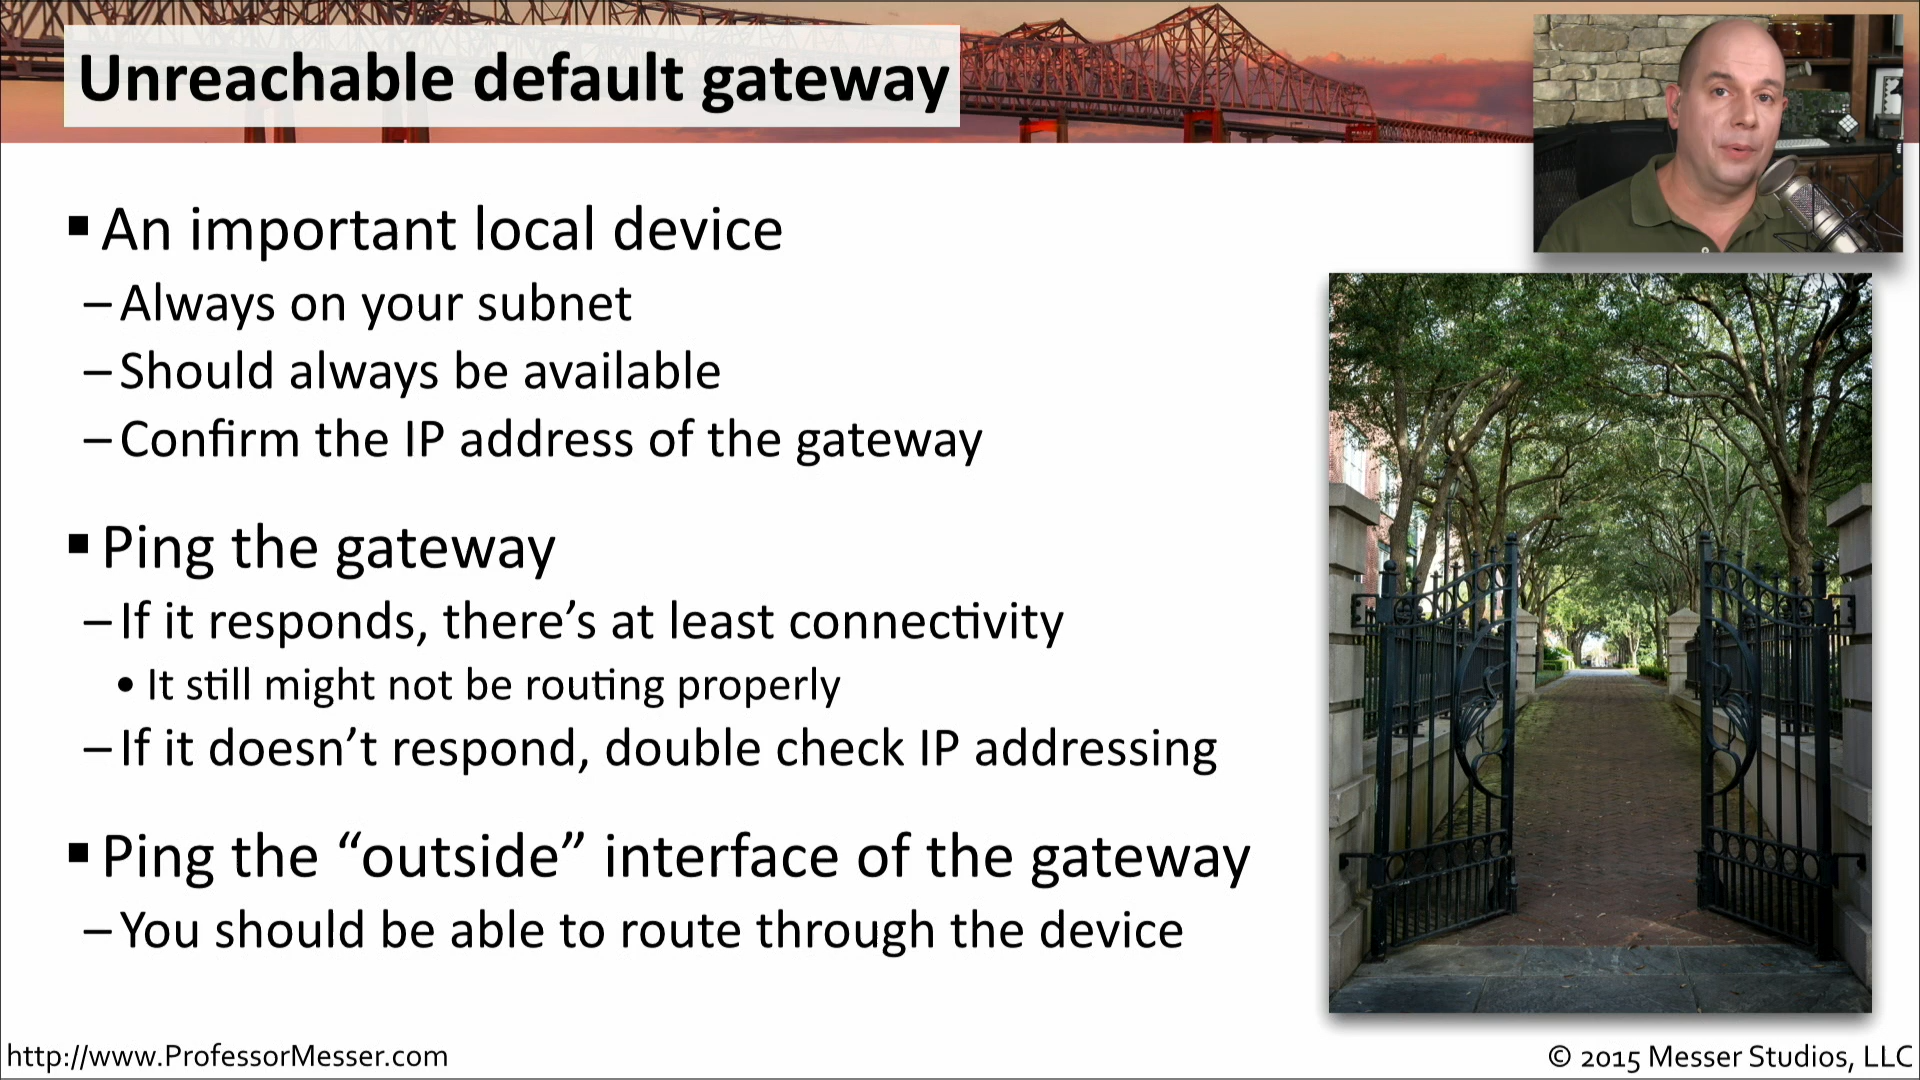 Unreachable default gateway
▪ An important local device
– Always on your subnet
– Should always be available
– Confirm the IP address of the gateway
▪ Ping the gateway
– If it responds, there’s at least connectivity
• It still might not be routing properly
– If it doesn’t respond, double check IP addressing
▪ Ping the “outside” interface of the gateway
– You should be able to route through the device
http://www.ProfessorMesser.com
© 2015 Messer Studios, LLC